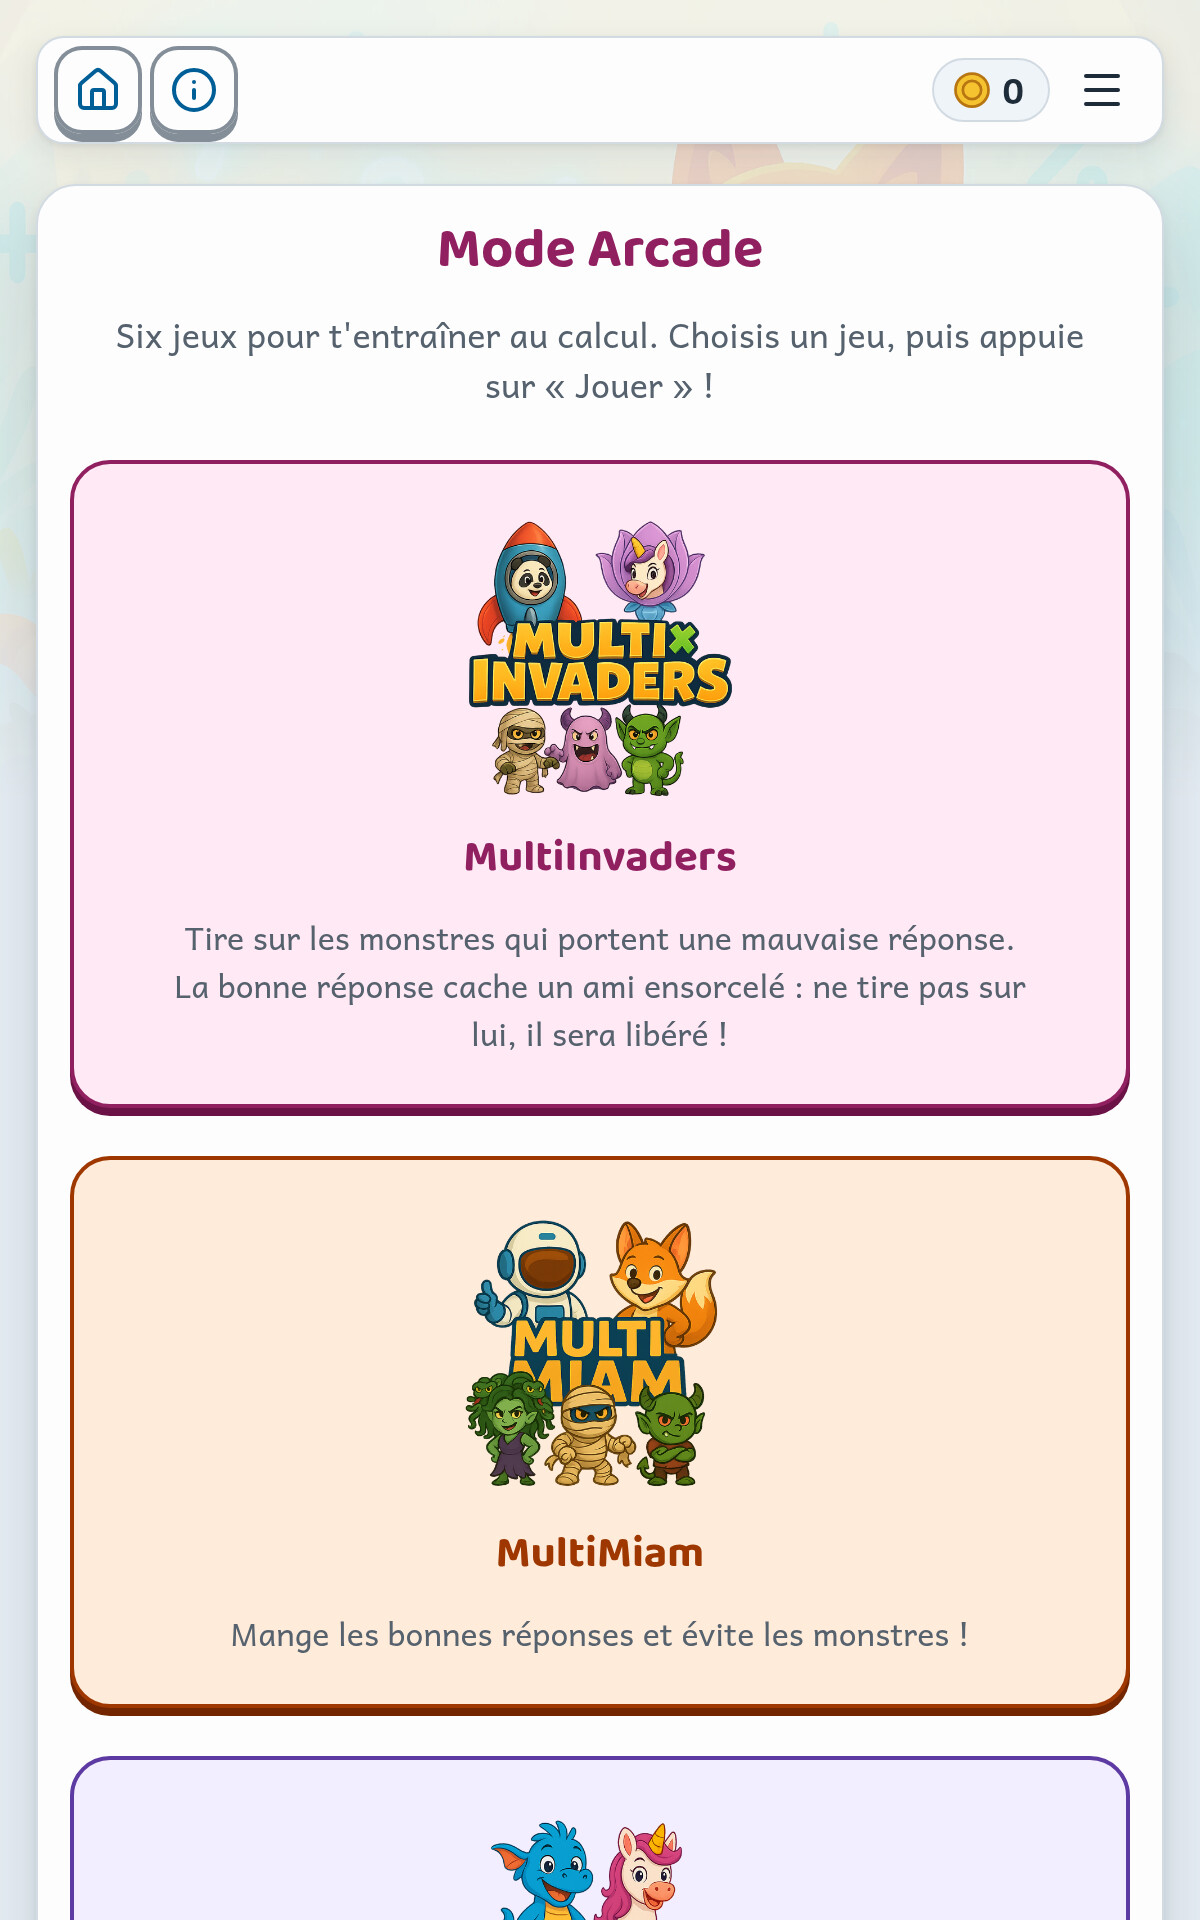 0
Mode Arcade
Six jeux pour t'entraîner au calcul. Choisis un jeu, puis appuie
sur « Jouer » !
MULTI×
INVADERS
MultiInvaders
Tire sur les monstres qui portent une mauvaise réponse.
La bonne réponse cache un ami ensorcelé : ne tire pas sur
lui, il sera libéré !
MULTI
MIAM
MultiMiam
Mange les bonnes réponses et évite les monstres !